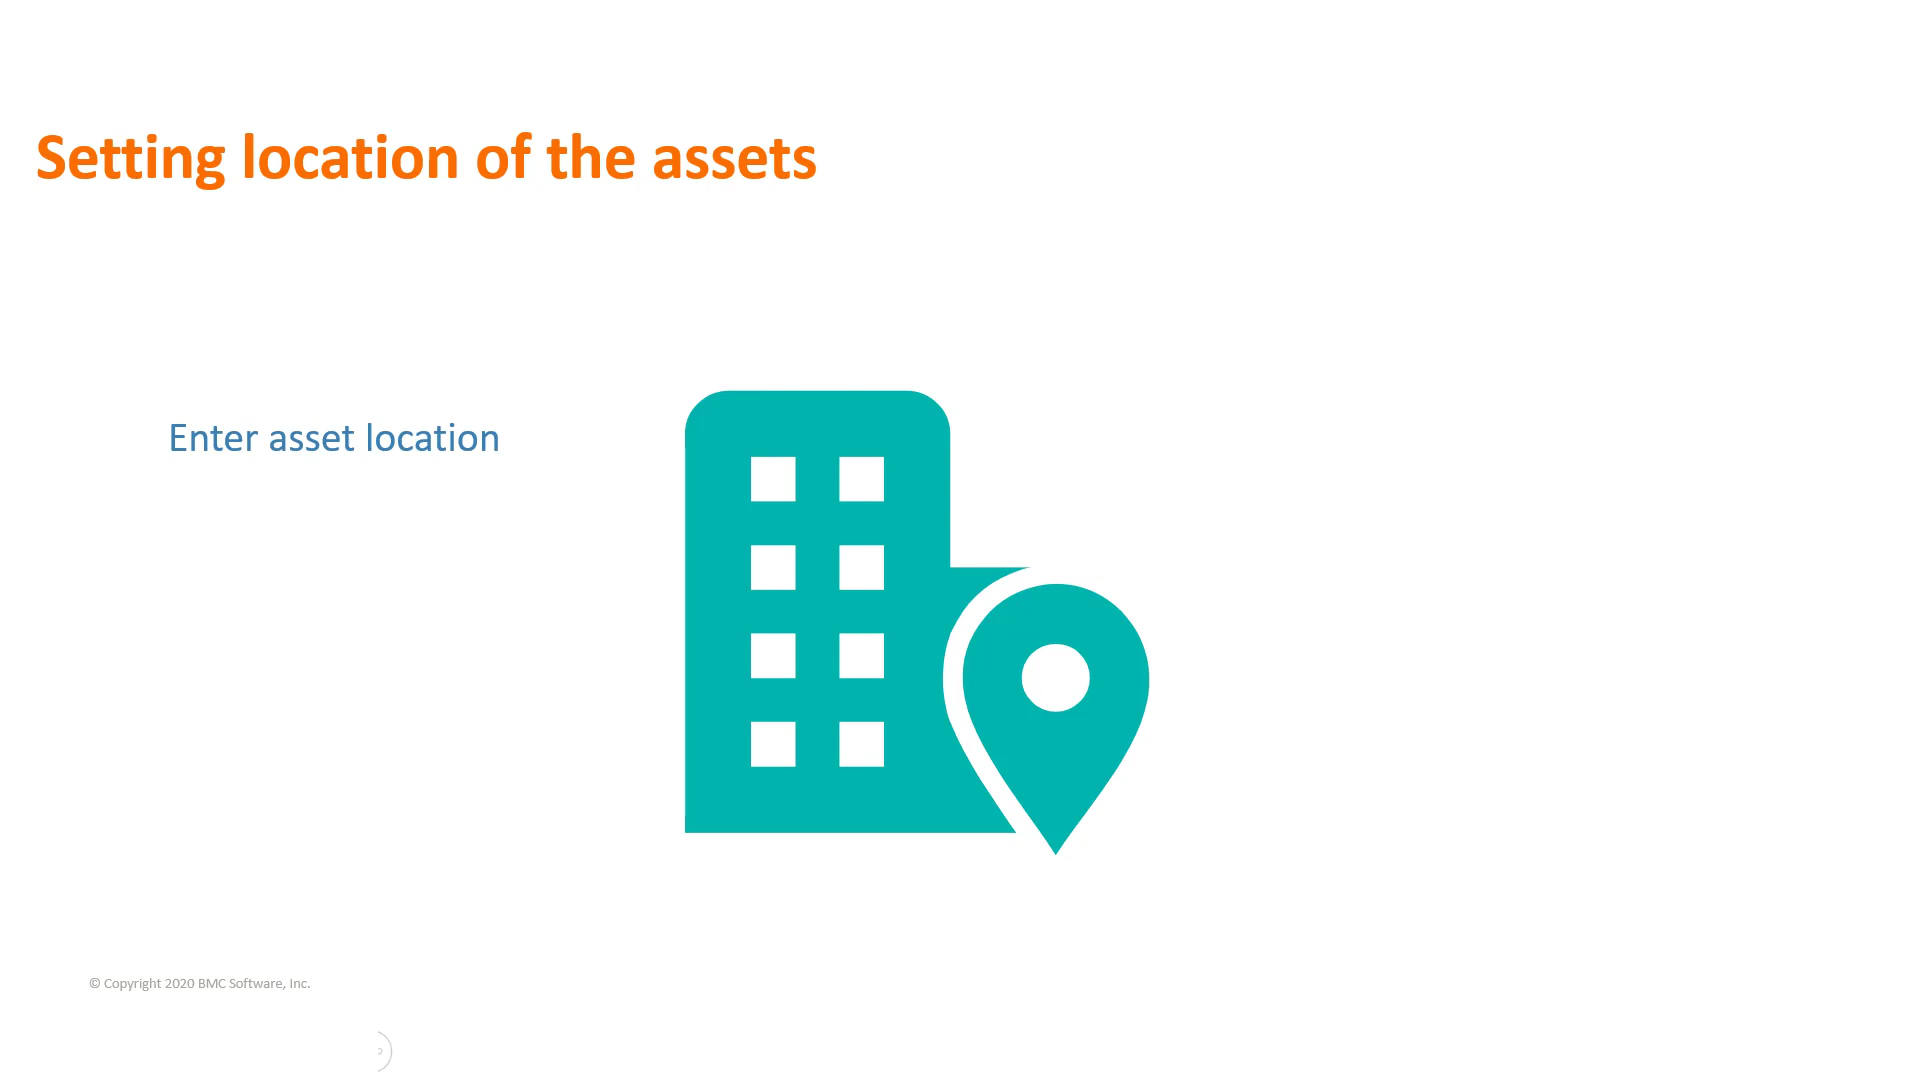 Setting location of the assets
Enter asset location
© Copyright 2020 BMC Software, Inc.